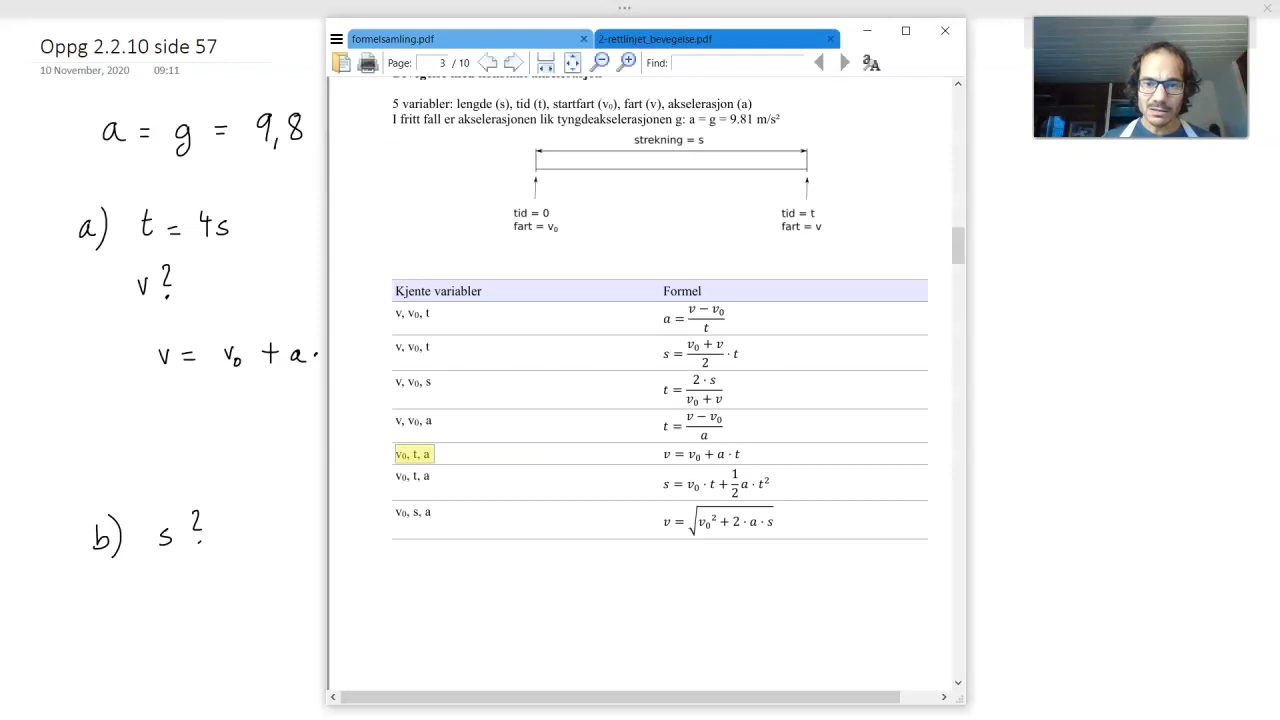 Oppg 2.2.10 side 57
10 November, 2020 09:11
a = g = 9,8
a) t = 4s
v?
v = v₀ + a ·
b) s ?
formelsamling.pdf
2-rettlinjet_bevegelse.pdf
Page: 3 / 10 Find:
5 variabler: lengde (s), tid (t), startfart (v₀), fart (v), akselerasjon (a)
I fritt fall er akselerasjonen lik tyngdeakselerasjonen g: a = g = 9.81 m/s²
strekning = s
tid = 0 tid = t
fart = v₀ fart = v
Kjente variabler Formel
v, v₀, t a = (v − v₀)/t
v, v₀, t s = (v₀ + v)/2 · t
v, v₀, s t = (2 · s)/(v₀ + v)
v, v₀, a t = (v − v₀)/a
v₀, t, a v = v₀ + a · t
v₀, t, a s = v₀ · t + 1/2 a · t²
v₀, s, a v = √(v₀² + 2 · a · s)